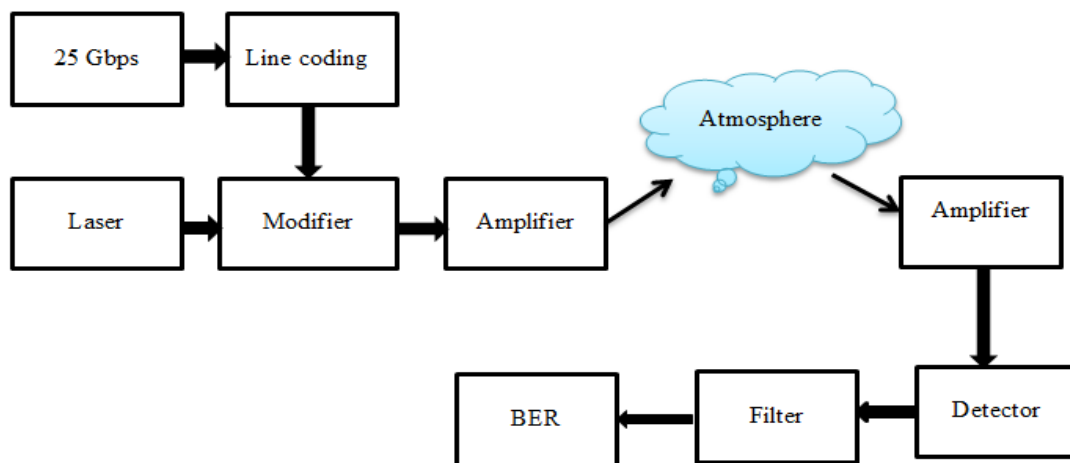 25 Gbps
Line coding
Atmosphere
Laser
Modifier
Amplifier
Amplifier
BER
Filter
Detector